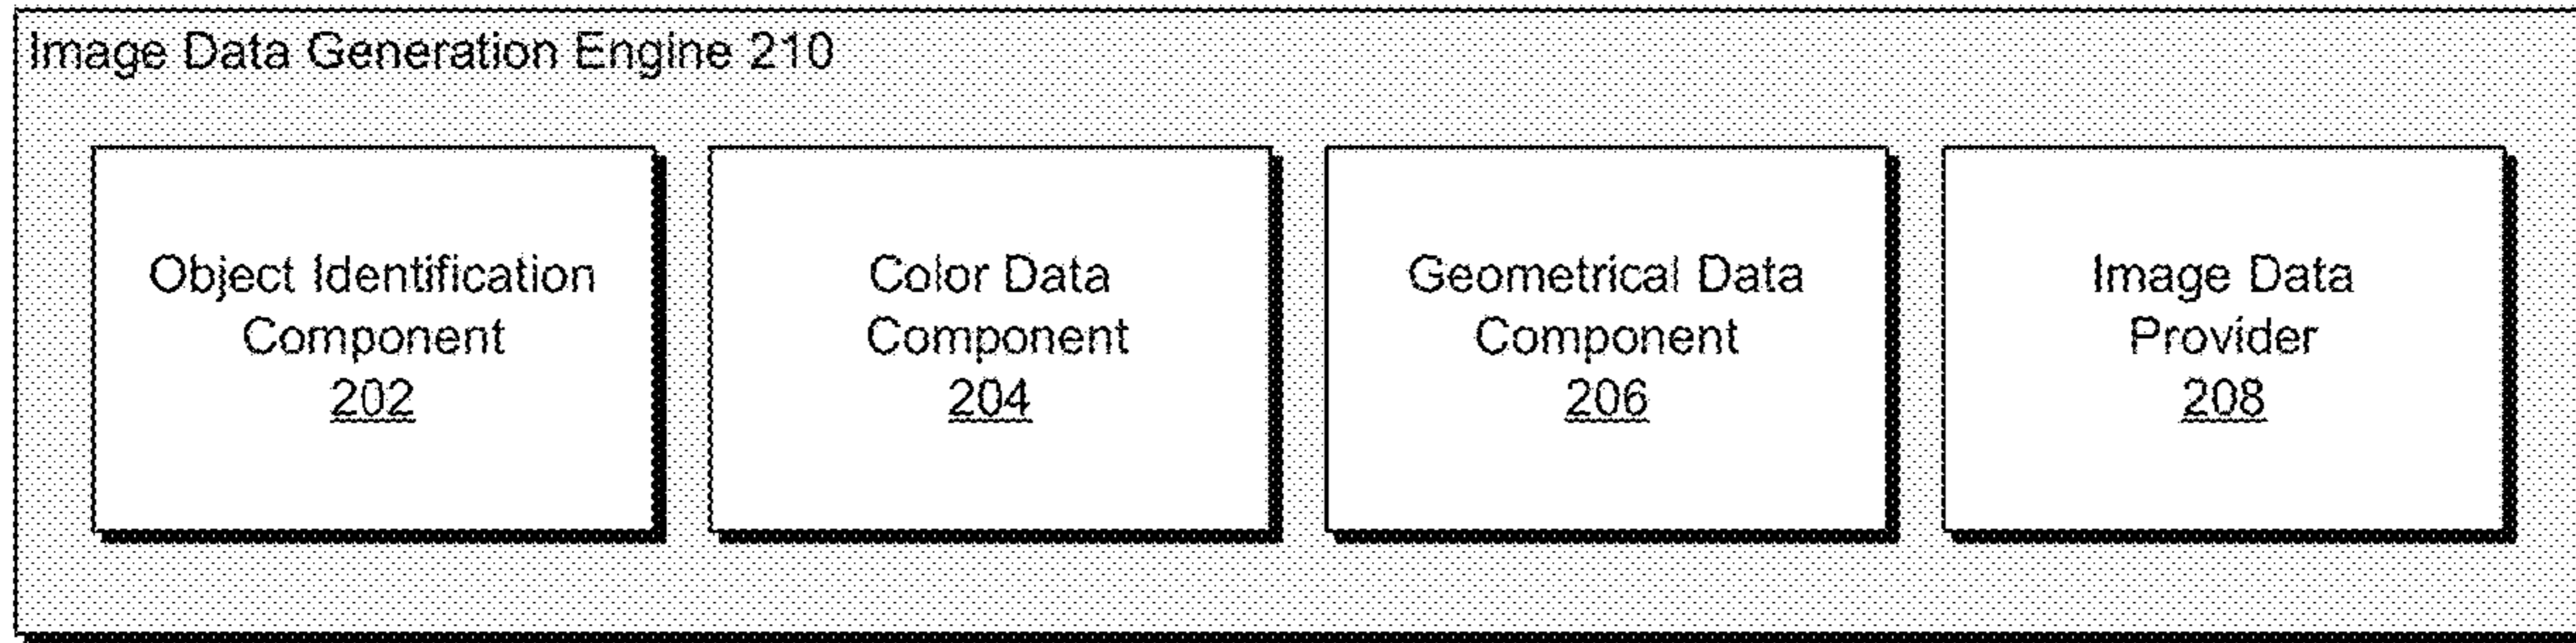 Image Data Generation Engine 210
Object Identification
Component
202
Color Data
Component
204
Geometrical Data
Component
206
Image Data
Provider
208